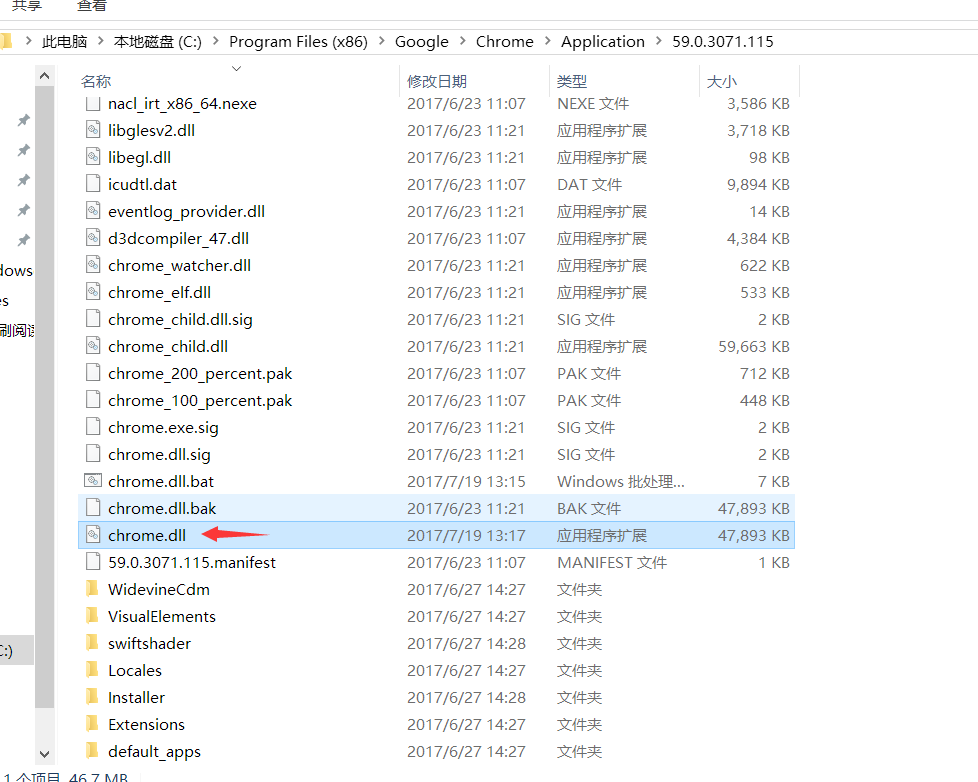 共享 查看
此电脑 本地磁盘 (C:) Program Files (x86) Google Chrome Application 59.0.3071.115
名称 修改日期 类型 大小
nacl_irt_x86_64.nexe 2017/6/23 11:07 NEXE 文件 3,586 KB
libglesv2.dll 2017/6/23 11:21 应用程序扩展 3,718 KB
libegl.dll 2017/6/23 11:21 应用程序扩展 98 KB
icudtl.dat 2017/6/23 11:07 DAT 文件 9,894 KB
eventlog_provider.dll 2017/6/23 11:21 应用程序扩展 14 KB
d3dcompiler_47.dll 2017/6/23 11:07 应用程序扩展 4,384 KB
chrome_watcher.dll 2017/6/23 11:21 应用程序扩展 622 KB
dows
chrome_elf.dll 2017/6/23 11:21 应用程序扩展 533 KB
es
chrome_child.dll.sig 2017/6/23 11:21 SIG 文件 2 KB
刷阅读
chrome_child.dll 2017/6/23 11:21 应用程序扩展 59,663 KB
chrome_200_percent.pak 2017/6/23 11:07 PAK 文件 712 KB
chrome_100_percent.pak 2017/6/23 11:07 PAK 文件 448 KB
chrome.exe.sig 2017/6/23 11:21 SIG 文件 2 KB
chrome.dll.sig 2017/6/23 11:21 SIG 文件 2 KB
chrome.dll.bat 2017/7/19 13:15 Windows 批处理... 7 KB
chrome.dll.bak 2017/6/23 11:21 BAK 文件 47,893 KB
chrome.dll 2017/7/19 13:17 应用程序扩展 47,893 KB
59.0.3071.115.manifest 2017/6/23 11:07 MANIFEST 文件 1 KB
WidevineCdm 2017/6/27 14:27 文件夹
VisualElements 2017/6/27 14:27 文件夹
swiftshader 2017/6/27 14:28 文件夹
C:)
Locales 2017/6/27 14:27 文件夹
Installer 2017/6/27 14:28 文件夹
Extensions 2017/6/27 14:27 文件夹
default_apps 2017/6/27 14:27 文件夹
1 个项目 46.7 MB